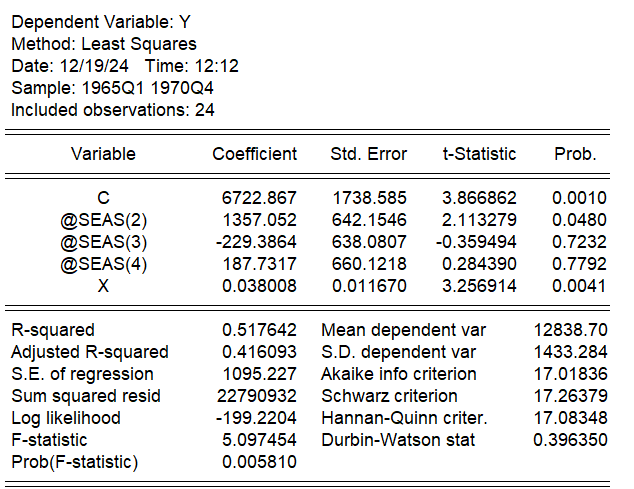 Dependent Variable: Y
Method: Least Squares
Date: 12/19/24 Time: 12:12
Sample: 1965Q1 1970Q4
Included observations: 24
Variable Coefficient Std. Error t-Statistic Prob.
C 6722.867 1738.585 3.866862 0.0010
@SEAS(2) 1357.052 642.1546 2.113279 0.0480
@SEAS(3) -229.3864 638.0807 -0.359494 0.7232
@SEAS(4) 187.7317 660.1218 0.284390 0.7792
X 0.038008 0.011670 3.256914 0.0041
R-squared 0.517642 Mean dependent var 12838.70
Adjusted R-squared 0.416093 S.D. dependent var 1433.284
S.E. of regression 1095.227 Akaike info criterion 17.01836
Sum squared resid 22790932 Schwarz criterion 17.26379
Log likelihood -199.2204 Hannan-Quinn criter. 17.08348
F-statistic 5.097454 Durbin-Watson stat 0.396350
Prob(F-statistic) 0.005810